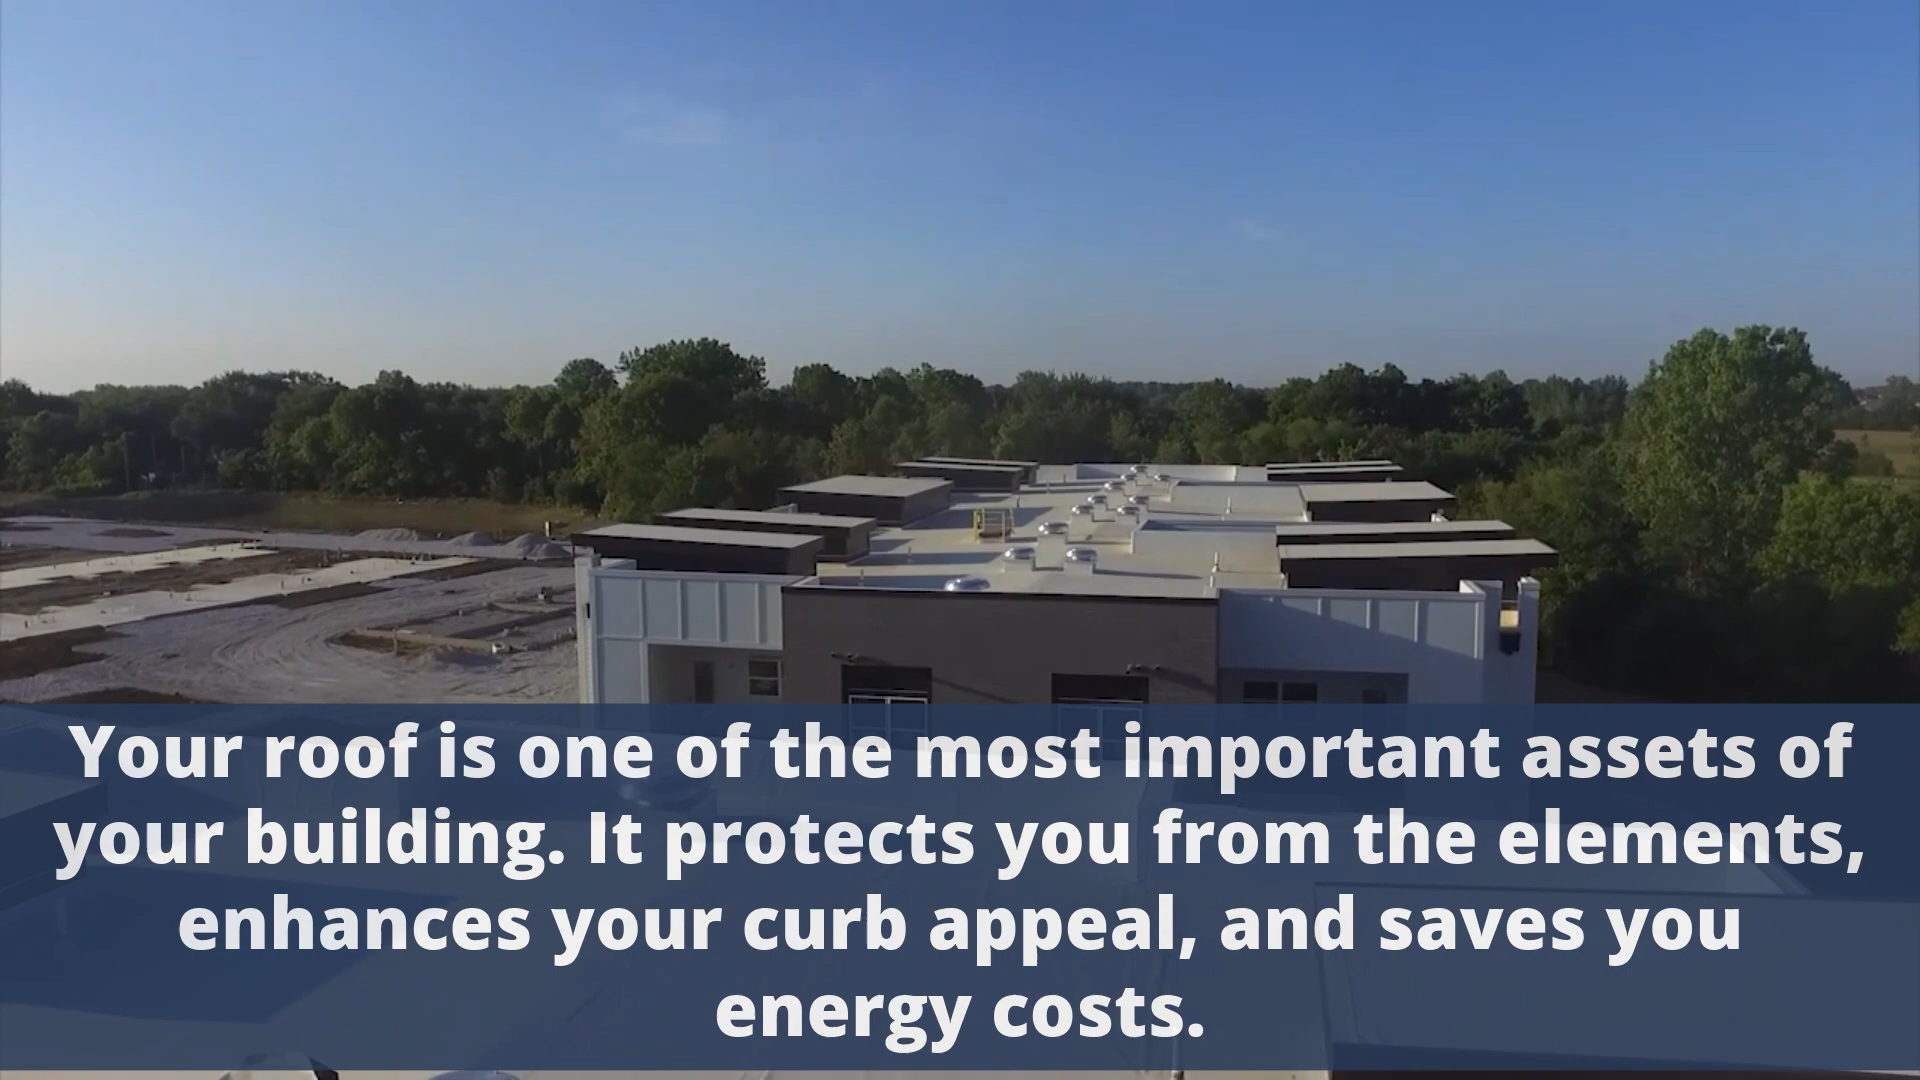 Your roof is one of the most important assets of
your building. It protects you from the elements,
enhances your curb appeal, and saves you
energy costs.